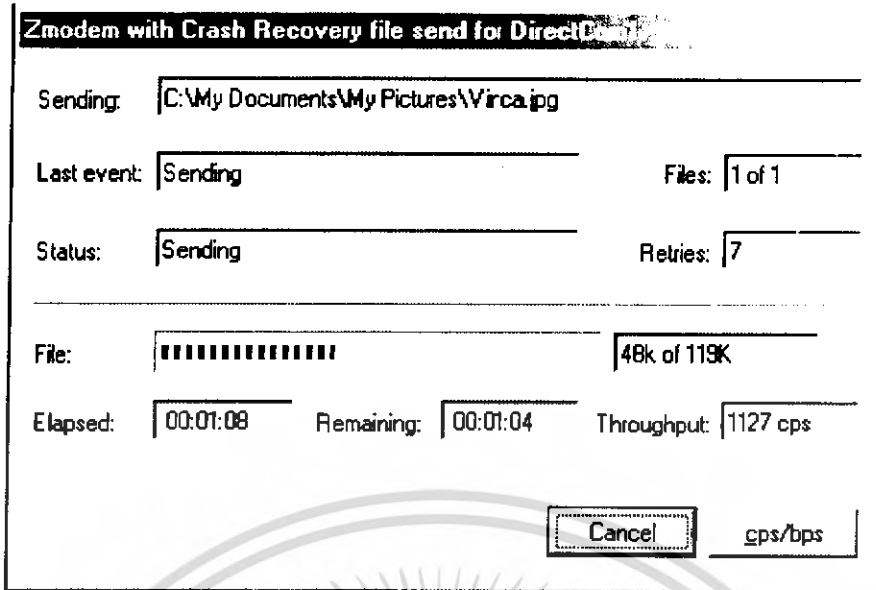 Zmodem with Crash Recovery file send for
Sending: C:\My Documents\My Pictures\Virca.jpg
Last event: Sending Files: 1 of 1
Status: Sending Retries: 7
File: 48k of 119K
Elapsed: 00:01:08 Remaining: 00:01:04 Throughput: 1127 cps
Cancel cps/bps